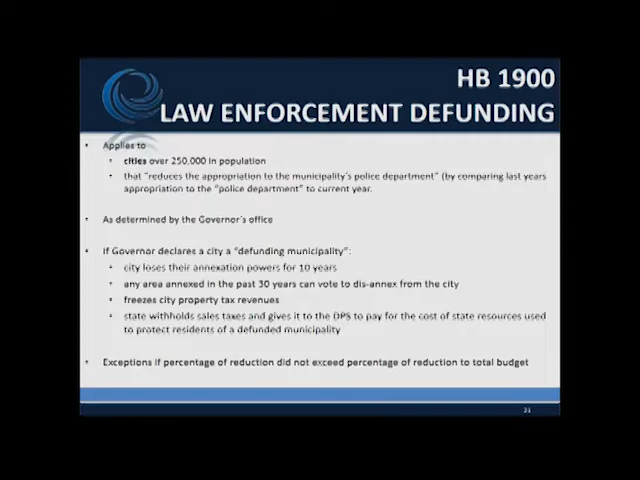 HB 1900
LAW ENFORCEMENT DEFUNDING
• Applies to
• cities over 250,000 in population
• that "reduces the appropriation to the municipality's police department" (by comparing last years
appropriation to the "police department" to current year.
• As determined by the Governor's office
• If Governor declares a city a "defunding municipality":
• city loses their annexation powers for 10 years
• any area annexed in the past 30 years can vote to dis-annex from the city
• freezes city property tax revenues
• state withholds sales taxes and gives it to the DPS to pay for the cost of state resources used
to protect residents of a defunded municipality
• Exceptions if percentage of reduction did not exceed percentage of reduction to total budget
21